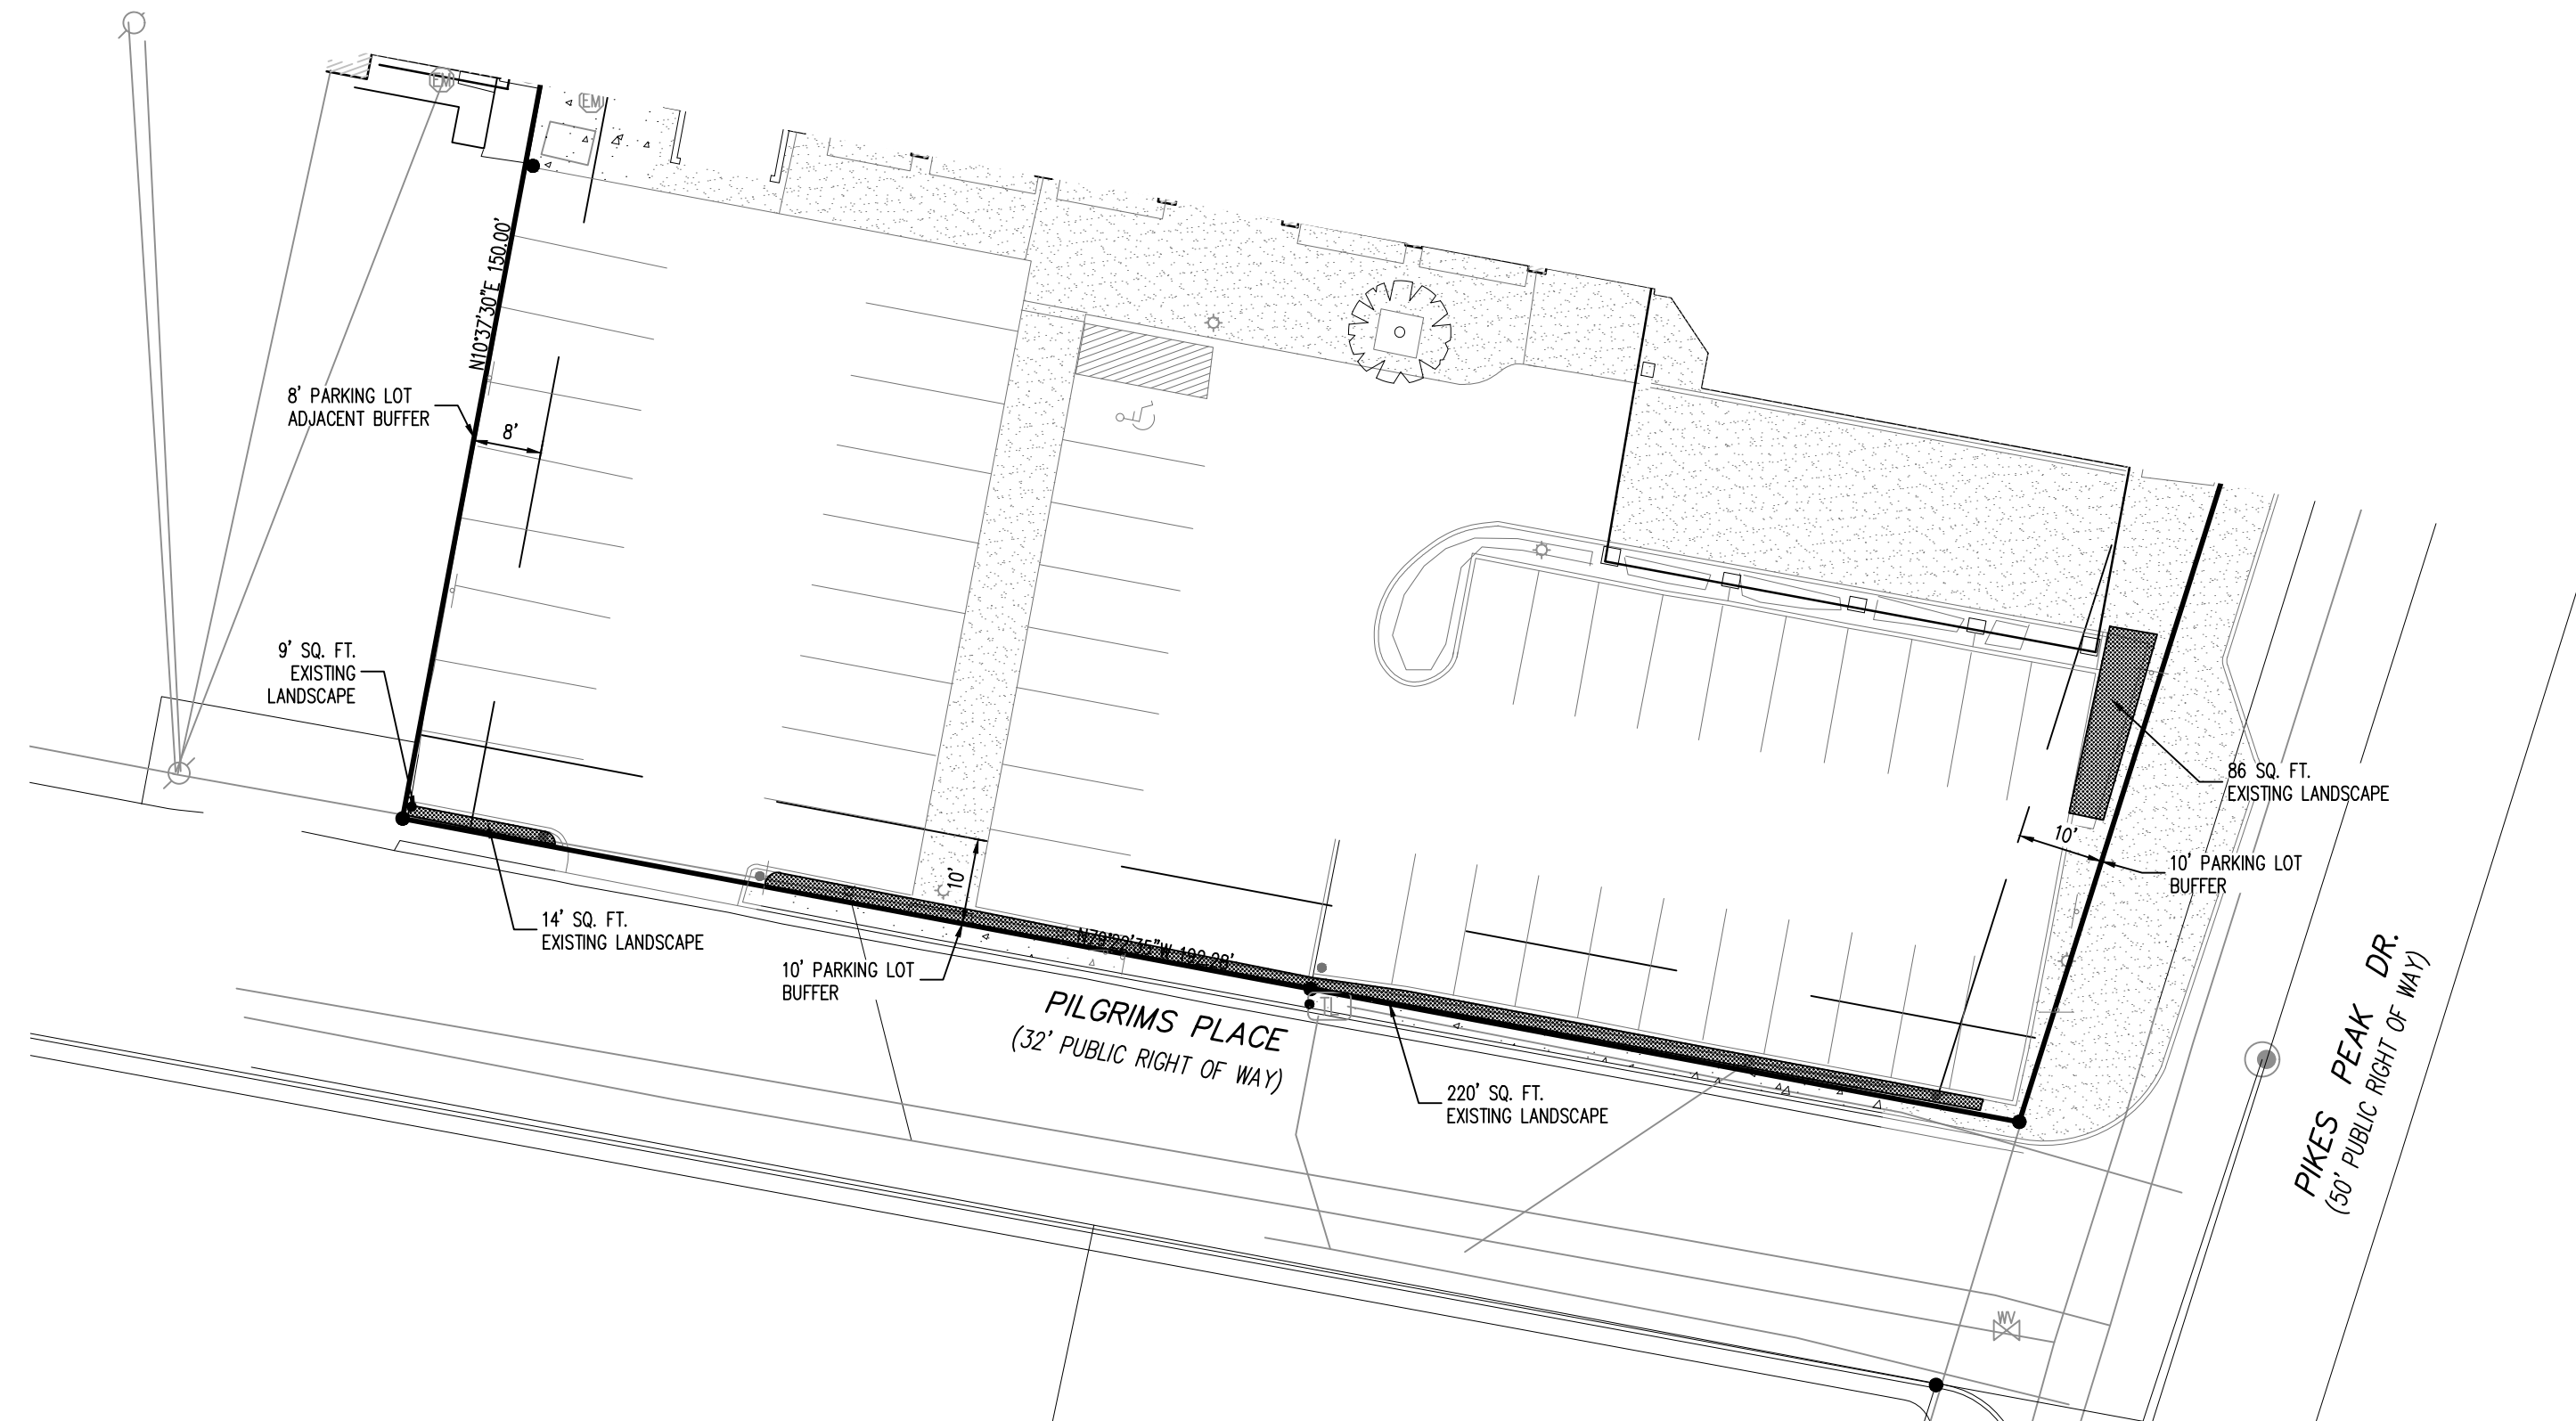 EM
EM
N10°37'30"E 150.00'
8' PARKING LOT
ADJACENT BUFFER
8'
9' SQ. FT.
EXISTING
LANDSCAPE
14' SQ. FT.
EXISTING LANDSCAPE
10'
10' PARKING LOT
BUFFER
PILGRIMS PLACE
(32' PUBLIC RIGHT OF WAY)
TL
220' SQ. FT.
EXISTING LANDSCAPE
86 SQ. FT.
EXISTING LANDSCAPE
10'
10' PARKING LOT
BUFFER
PIKES PEAK DR.
(50' PUBLIC RIGHT OF WAY)
WV